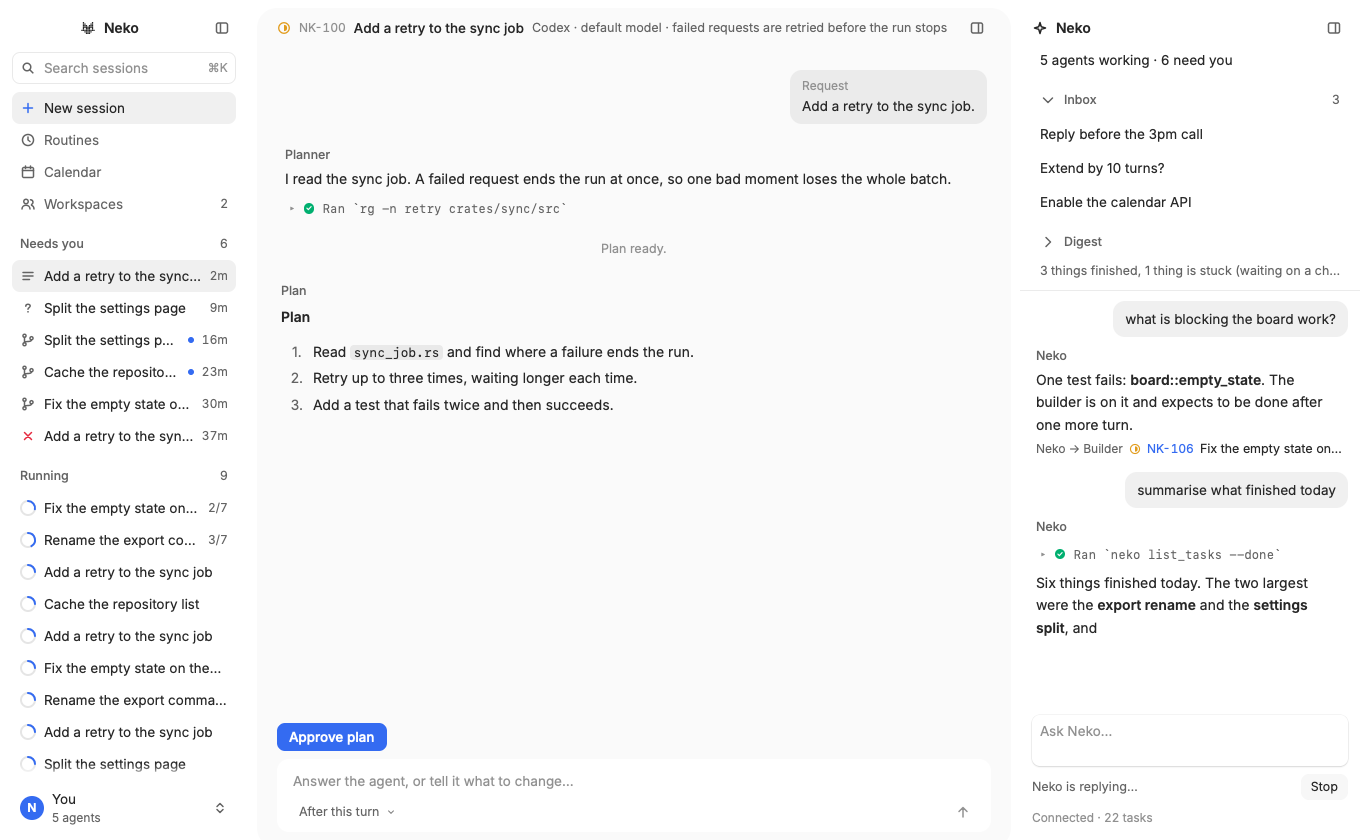 Neko
Search sessions ⌘K
New session
Routines
Calendar
Workspaces 2
Needs you 6
Add a retry to the sync... 2m
Split the settings page 9m
Split the settings p... 16m
Cache the reposito... 23m
Fix the empty state o... 30m
Add a retry to the syn... 37m
Running 9
Fix the empty state on... 2/7
Rename the export co... 3/7
Add a retry to the sync job
Cache the repository list
Add a retry to the sync job
Fix the empty state on the...
Rename the export comma...
Add a retry to the sync job
Split the settings page
N
You
5 agents
NK-100 Add a retry to the sync job Codex · default model · failed requests are retried before the run stops
Request
Add a retry to the sync job.
Planner
I read the sync job. A failed request ends the run at once, so one bad moment loses the whole batch.
Ran `rg -n retry crates/sync/src`
Plan ready.
Plan
Plan
1. Read sync_job.rs and find where a failure ends the run.
2. Retry up to three times, waiting longer each time.
3. Add a test that fails twice and then succeeds.
Approve plan
Answer the agent, or tell it what to change...
After this turn
Neko
5 agents working · 6 need you
Inbox 3
Reply before the 3pm call
Extend by 10 turns?
Enable the calendar API
Digest
3 things finished, 1 thing is stuck (waiting on a ch...
what is blocking the board work?
Neko
One test fails: board::empty_state. The
builder is on it and expects to be done after
one more turn.
Neko → Builder NK-106 Fix the empty state on...
summarise what finished today
Neko
Ran `neko list_tasks --done`
Six things finished today. The two largest
were the export rename and the settings
split, and
Ask Neko...
Neko is replying... Stop
Connected · 22 tasks